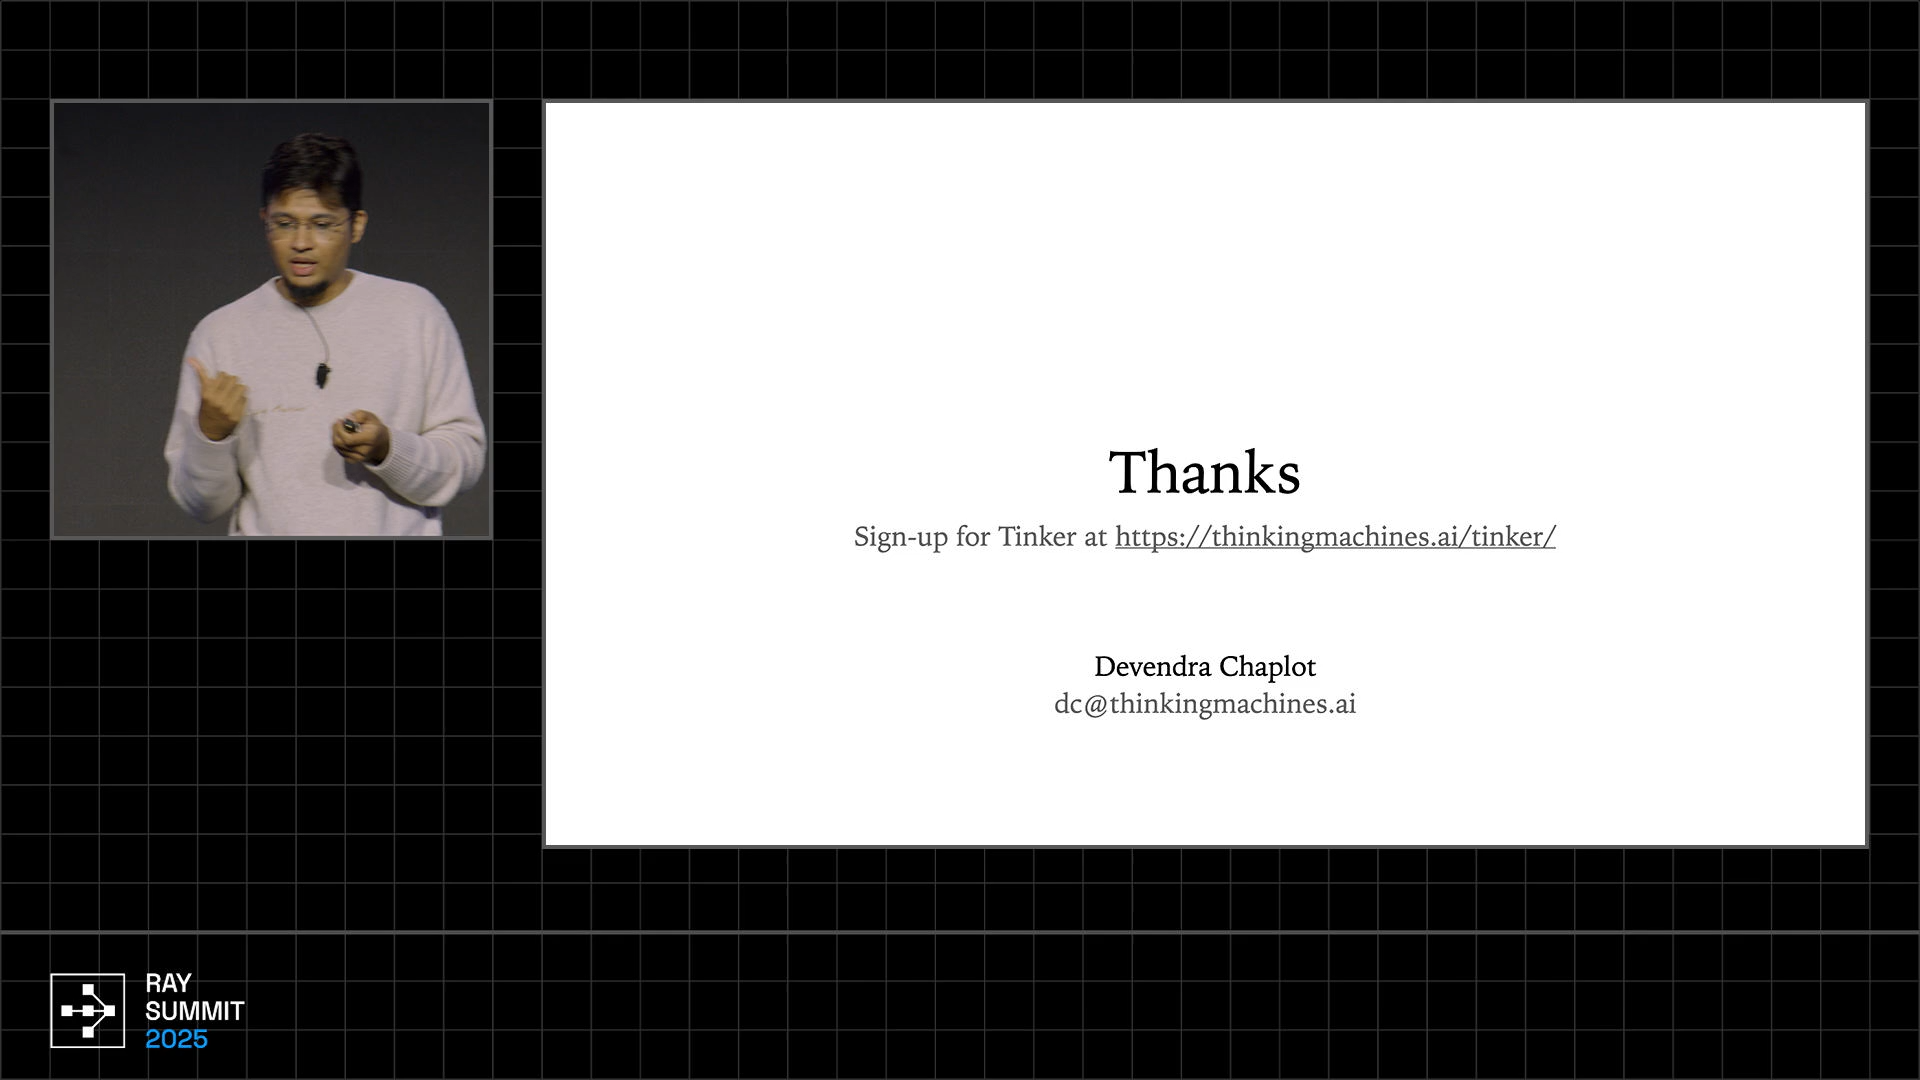 Thanks
Sign-up for Tinker at https://thinkingmachines.ai/tinker/
Devendra Chaplot
dc@thinkingmachines.ai
RAY
SUMMIT
2025